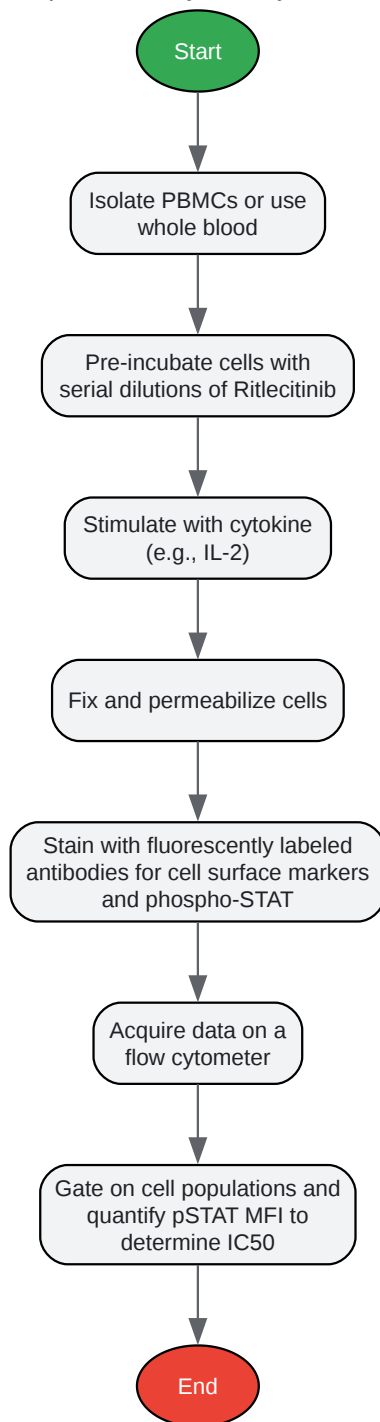 Start
Isolate PBMCs or use
whole blood
Pre-incubate cells with
serial dilutions of Ritlecitinib
Stimulate with cytokine
(e.g., IL-2)
Fix and permeabilize cells
Stain with fluorescently labeled
antibodies for cell surface markers
and phospho-STAT
Acquire data on a
flow cytometer
Gate on cell populations and
quantify pSTAT MFI to
determine IC50
End